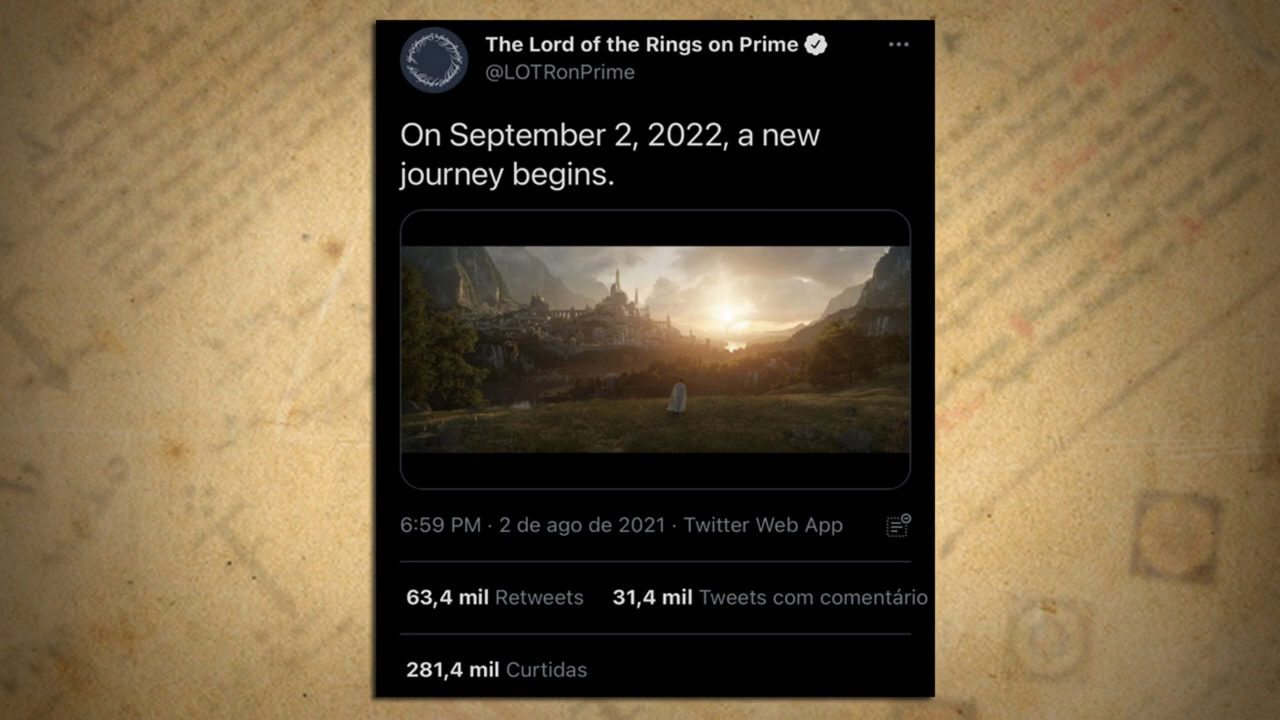 The Lord of the Rings on Prime
@LOTRonPrime
On September 2, 2022, a new
journey begins.
6:59 PM · 2 de ago de 2021 · Twitter Web App
63,4 mil Retweets 31,4 mil Tweets com comentário
281,4 mil Curtidas